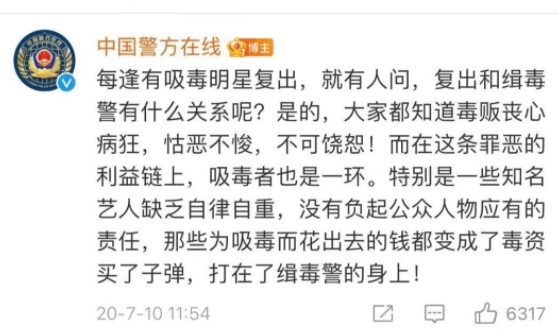 中国警方在线 博主
每逢有吸毒明星复出，就有人问，复出和缉毒
警有什么关系呢？是的，大家都知道毒贩丧心
病狂，怙恶不悛，不可饶恕！而在这条罪恶的
利益链上，吸毒者也是一环。特别是一些知名
艺人缺乏自律自重，没有负起公众人物应有的
责任，那些为吸毒而花出去的钱都变成了毒资
买了子弹，打在了缉毒警的身上！
20-7-10 11:54 6317